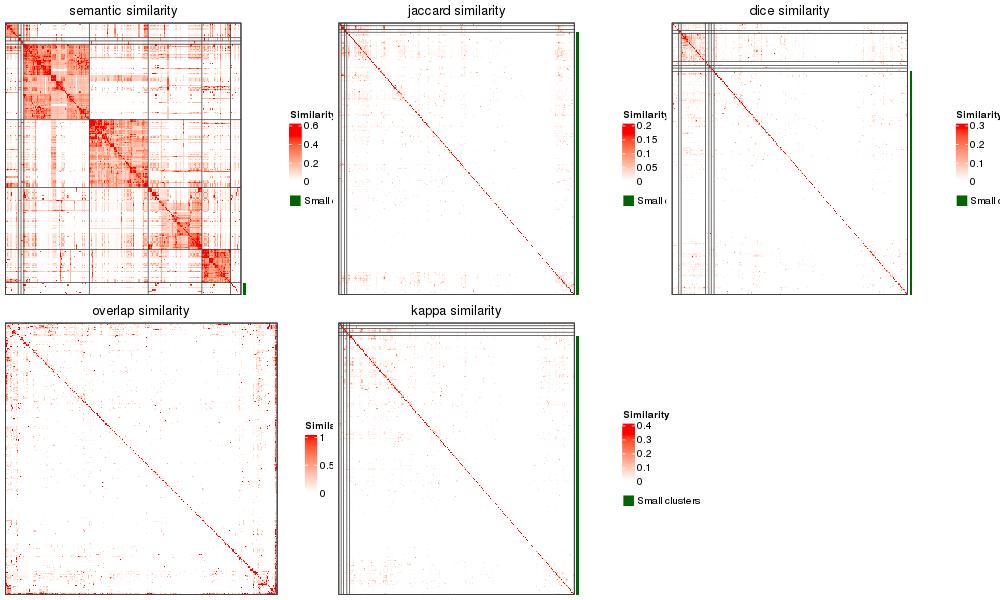 semantic similarity
Similarity
0.6
0.4
0.2
0
Small
jaccard similarity
Similarity
0.2
0.15
0.1
0.05
0
Small
dice similarity
Similarity
0.3
0.2
0.1
0
Small
overlap similarity
Simila
1
0.5
0
kappa similarity
Similarity
0.4
0.3
0.2
0.1
0
Small clusters